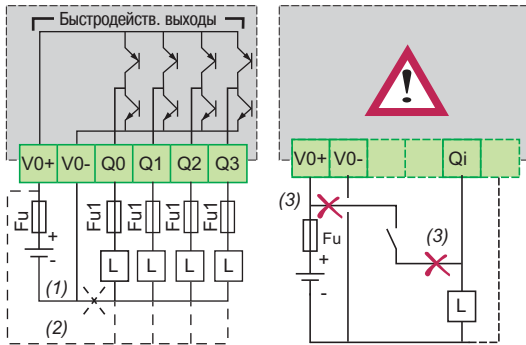 Быстродейств. выходы
V0+ V0- Q0 Q1 Q2 Q3
Fu Fu1 Fu1 Fu1 Fu1
+
-
L L L L
(1)
(2)
!
V0+ V0- Qi
(3)
(3)
Fu
+
-
L